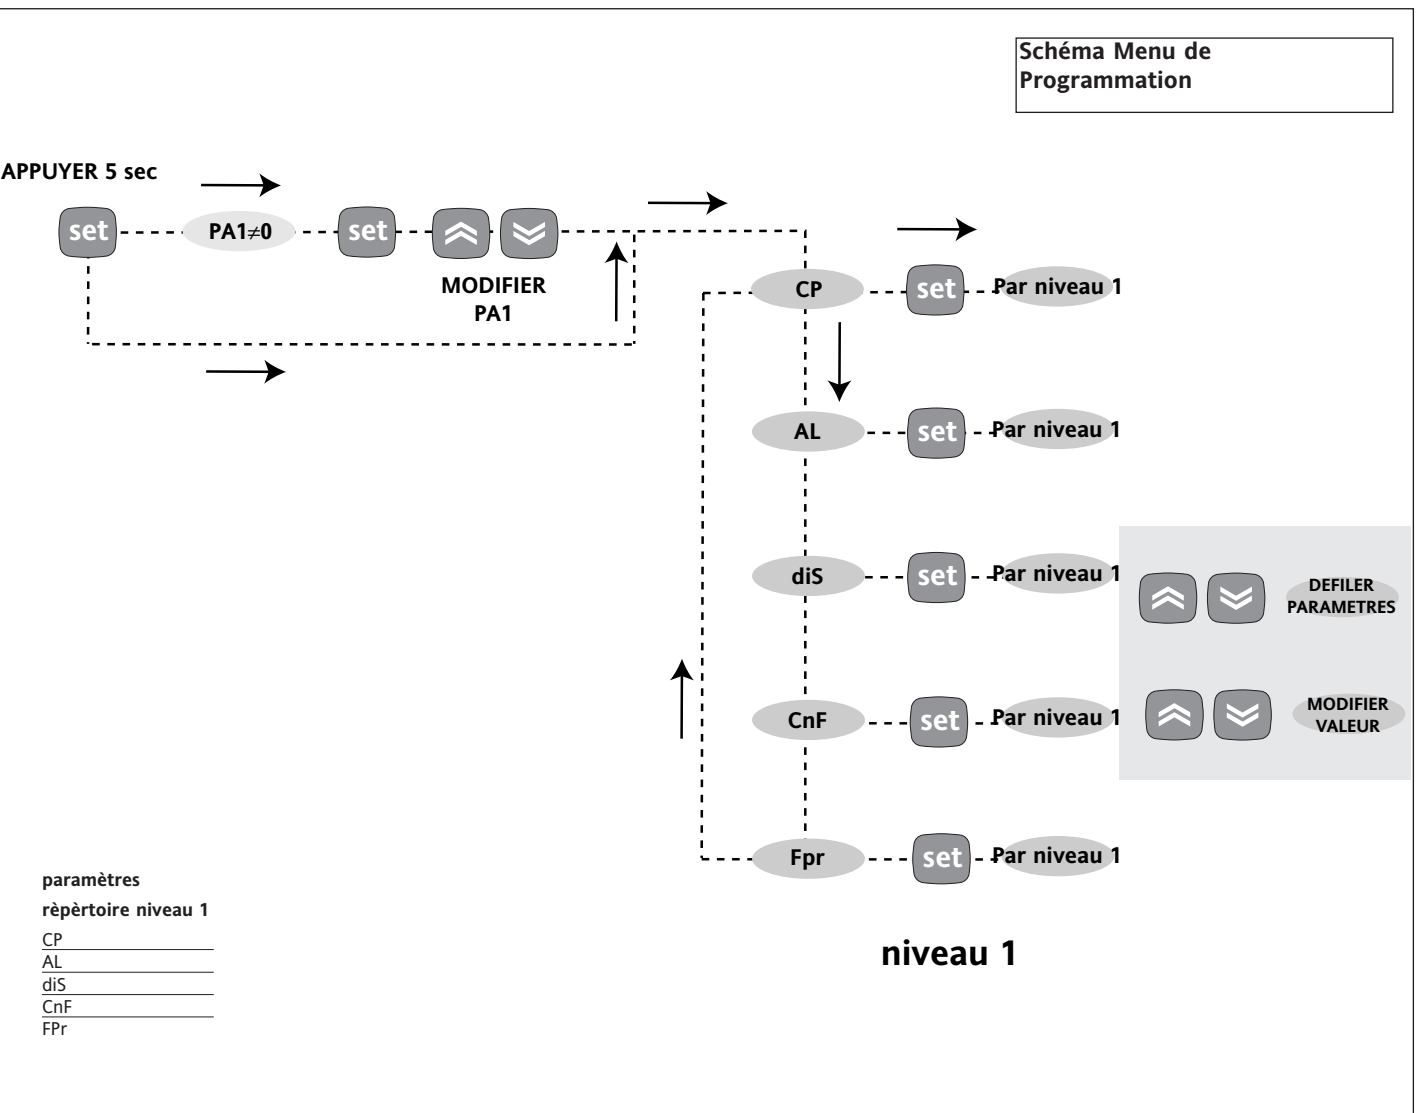 Schéma Menu de
Programmation
APPUYER 5 sec
set
PA1≠0
set
MODIFIER
PA1
CP
set
Par niveau 1
AL
set
Par niveau 1
diS
set
Par niveau 1
DEFILER
PARAMETRES
CnF
set
Par niveau 1
MODIFIER
VALEUR
Fpr
set
Par niveau 1
niveau 1
paramètres
rèpèrtoire niveau 1
CP
AL
diS
CnF
FPr